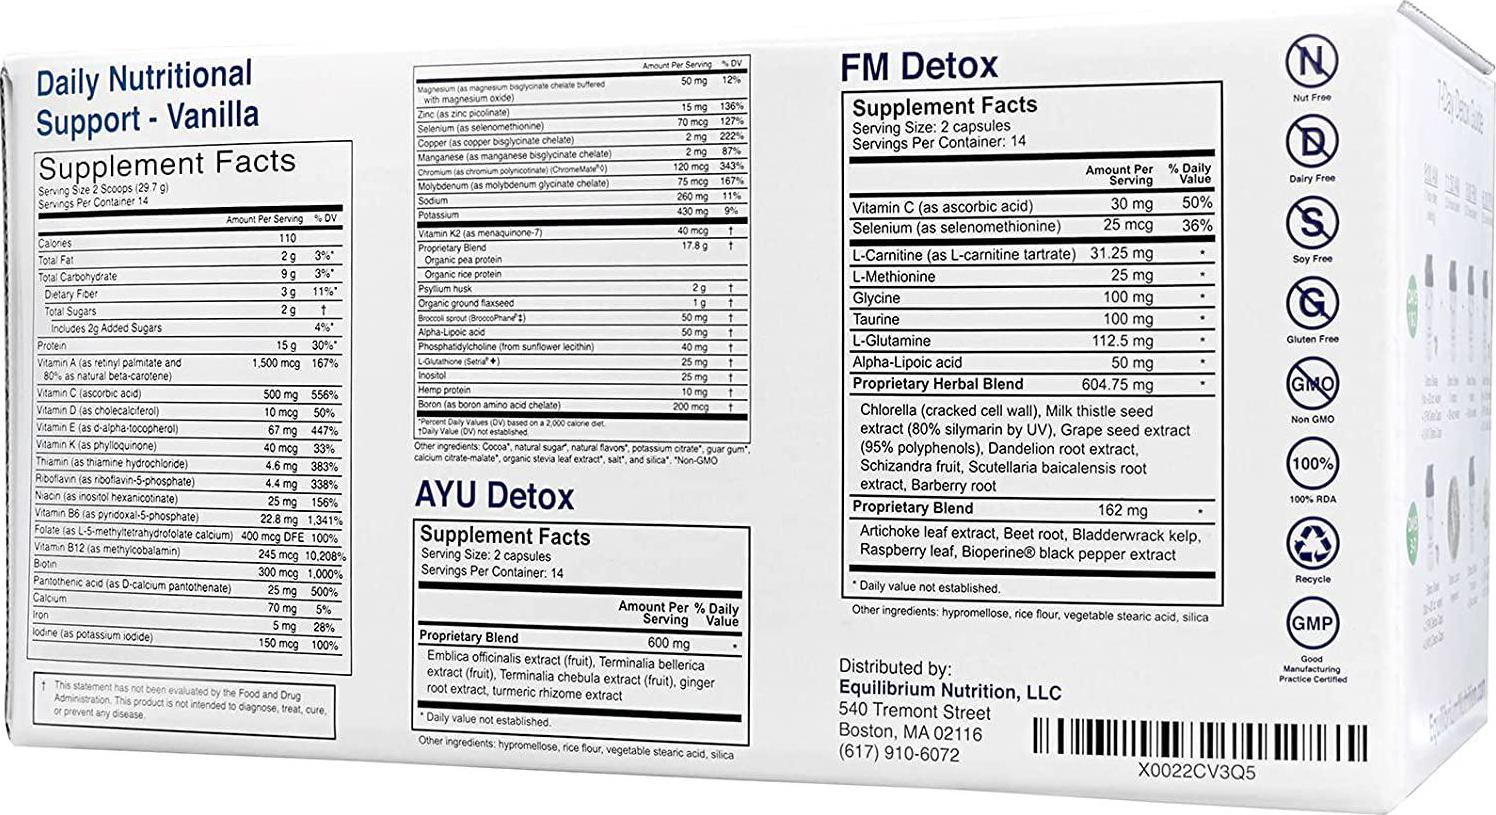 Daily Nutritional
Support - Vanilla
Supplement Facts
Serving Size 2 Scoops (29.7 g)
Servings Per Container 14
Amount Per Serving % DV
Calories 110
Total Fat 2 g 3%*
Total Carbohydrate 9 g 3%*
Dietary Fiber 3 g 11%*
Total Sugars 2 g †
Includes 2g Added Sugars 4%*
Protein 15 g 30%*
Vitamin A (as retinyl palmitate and 1,500 mcg 167%
80% as natural beta-carotene)
Vitamin C (ascorbic acid) 500 mg 556%
Vitamin D (as cholecalciferol) 10 mcg 50%
Vitamin E (as d-alpha-tocopherol) 67 mg 447%
Vitamin K (as phylloquinone) 40 mcg 33%
Thiamin (as thiamine hydrochloride) 4.6 mg 383%
Riboflavin (as riboflavin-5-phosphate) 4.4 mg 338%
Niacin (as inositol hexanicotinate) 25 mg 156%
Vitamin B6 (as pyridoxal-5-phosphate) 22.8 mg 1,341%
Folate (as L-5-methyltetrahydrofolate calcium) 400 mcg DFE 100%
Vitamin B12 (as methylcobalamin) 245 mcg 10,208%
Biotin 300 mcg 1,000%
Pantothenic acid (as D-calcium pantothenate) 25 mg 500%
Calcium 70 mg 5%
Iron 5 mg 28%
Iodine (as potassium iodide) 150 mcg 100%
† This statement has not been evaluated by the Food and Drug
Administration. This product is not intended to diagnose, treat, cure,
or prevent any disease.
Amount Per Serving % DV
Magnesium (as magnesium bisglycinate chelate buffered 50 mg 12%
with magnesium oxide)
Zinc (as zinc picolinate) 15 mg 136%
Selenium (as selenomethionine) 70 mcg 127%
Copper (as copper bisglycinate chelate) 2 mg 222%
Manganese (as manganese bisglycinate chelate) 2 mg 87%
Chromium (as chromium polynicotinate) (ChromeMate®◊) 120 mcg 343%
Molybdenum (as molybdenum glycinate chelate) 75 mcg 167%
Sodium 260 mg 11%
Potassium 430 mg 9%
Vitamin K2 (as menaquinone-7) 40 mcg †
Proprietary Blend 17.8 g †
Organic pea protein
Organic rice protein
Psyllium husk 2 g †
Organic ground flaxseed 1 g †
Broccoli sprout (BroccoPhane®‡) 50 mg †
Alpha-Lipoic acid 50 mg †
Phosphatidylcholine (from sunflower lecithin) 40 mg †
L-Glutathione (Setria®✦) 25 mg †
Inositol 25 mg †
Hemp protein 10 mg †
Boron (as boron amino acid chelate) 200 mcg †
*Percent Daily Values (DV) based on a 2,000 calorie diet.
†Daily Value (DV) not established.
Other ingredients: Cocoa*, natural sugar*, natural flavors*, potassium citrate*, guar gum*,
calcium citrate-malate*, organic stevia leaf extract*, salt*, and silica*. *Non-GMO
AYU Detox
Supplement Facts
Serving Size: 2 capsules
Servings Per Container: 14
Amount Per % Daily
Serving Value
Proprietary Blend 600 mg *
Emblica officinalis extract (fruit), Terminalia bellerica
extract (fruit), Terminalia chebula extract (fruit), ginger
root extract, turmeric rhizome extract
* Daily value not established.
Other ingredients: hypromellose, rice flour, vegetable stearic acid, silica
FM Detox
Supplement Facts
Serving Size: 2 capsules
Servings Per Container: 14
Amount Per % Daily
Serving Value
Vitamin C (as ascorbic acid) 30 mg 50%
Selenium (as selenomethionine) 25 mcg 36%
L-Carnitine (as L-carnitine tartrate) 31.25 mg *
L-Methionine 25 mg *
Glycine 100 mg *
Taurine 100 mg *
L-Glutamine 112.5 mg *
Alpha-Lipoic acid 50 mg *
Proprietary Herbal Blend 604.75 mg *
Chlorella (cracked cell wall), Milk thistle seed
extract (80% silymarin by UV), Grape seed extract
(95% polyphenols), Dandelion root extract,
Schizandra fruit, Scutellaria baicalensis root
extract, Barberry root
Proprietary Blend 162 mg *
Artichoke leaf extract, Beet root, Bladderwrack kelp,
Raspberry leaf, Bioperine® black pepper extract
* Daily value not established.
Other ingredients: hypromellose, rice flour, vegetable stearic acid, silica
Distributed by:
Equilibrium Nutrition, LLC
540 Tremont Street
Boston, MA 02116
(617) 910-6072
X0022CV3Q5
N
Nut Free
D
Dairy Free
S
Soy Free
G
Gluten Free
GMO
Non GMO
100%
100% RDA
Recycle
GMP
Good
Manufacturing
Practice Certified
7-Day Detox Guide